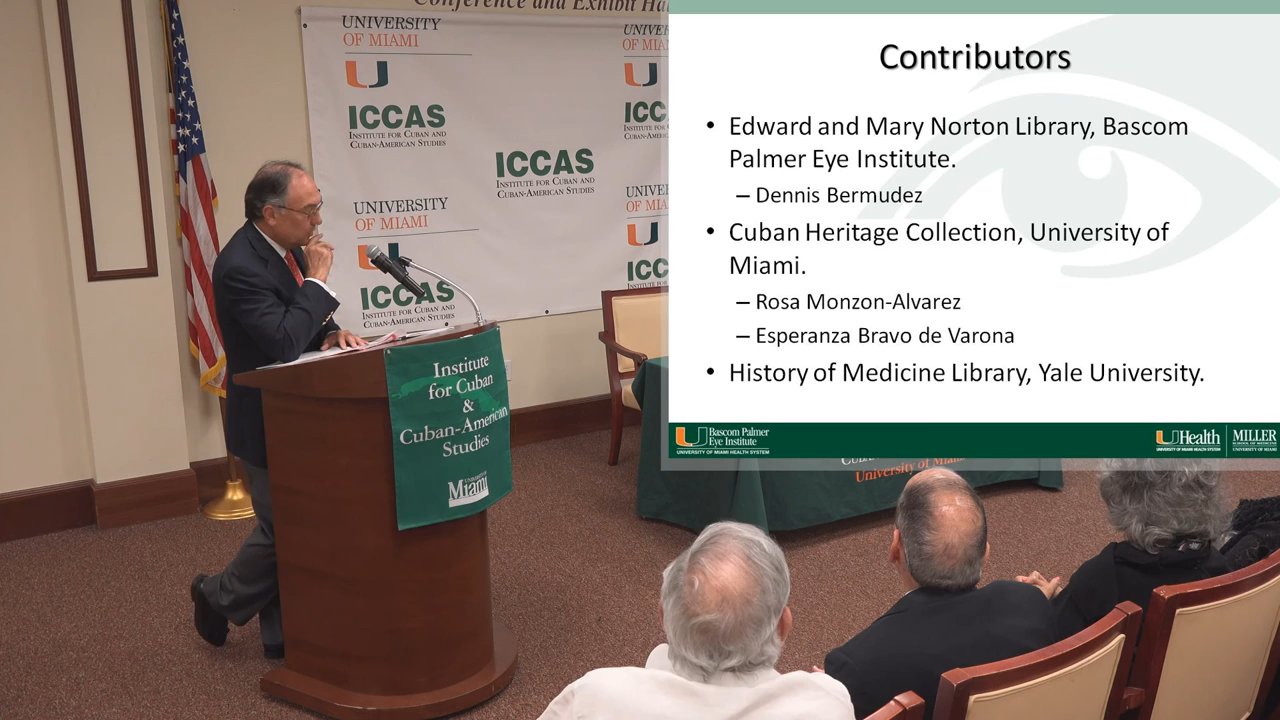 Conference and Exhibit
UNIVERSITY
OF MIAMI
ICCAS
INSTITUTE FOR CUBAN AND
CUBAN-AMERICAN STUDIES
ICCAS
INSTITUTE FOR CUBAN AND
CUBAN-AMERICAN STUDIES
UNIVERSITY
OF MIAMI
ICCAS
INSTITUTE FOR CUBAN AND
CUBAN-AMERICAN STUDIES
Institute
for Cuban
&
Cuban-American
Studies
UNIVERSITY OF
Miami
Contributors
• Edward and Mary Norton Library, Bascom
Palmer Eye Institute.
– Dennis Bermudez
• Cuban Heritage Collection, University of
Miami.
– Rosa Monzon-Alvarez
– Esperanza Bravo de Varona
• History of Medicine Library, Yale University.
Bascom Palmer
Eye Institute
UNIVERSITY OF MIAMI HEALTH SYSTEM
UHealth
UNIVERSITY OF MIAMI HEALTH SYSTEM
MILLER
SCHOOL OF MEDICINE
UNIVERSITY OF MIAMI
University of Miami